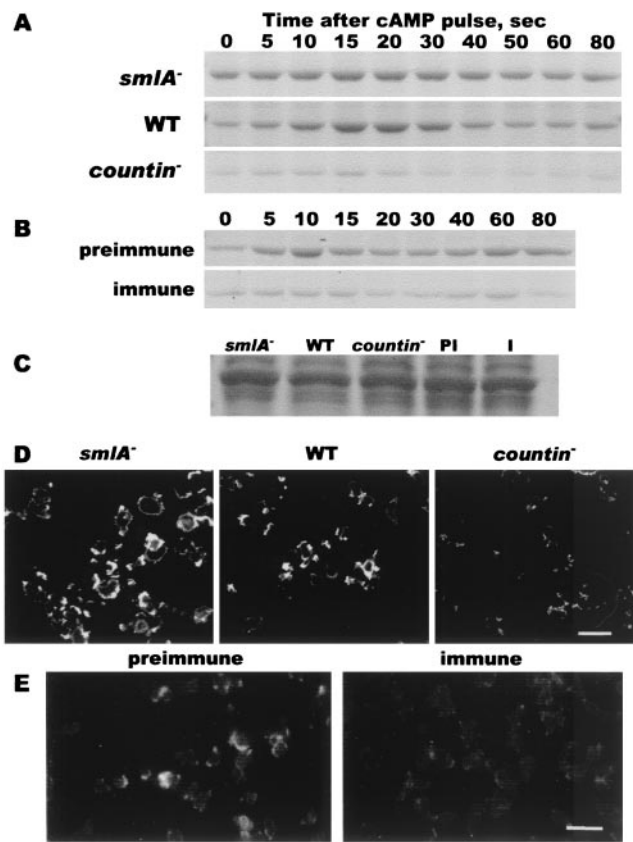 A
Time after cAMP pulse, sec
0 5 10 15 20 30 40 50 60 80
smlA-
WT
countin-
B
0 5 10 15 20 30 40 60 80
preimmune
immune
C
smlA- WT countin- PI I
D
smlA- WT countin-
E
preimmune immune